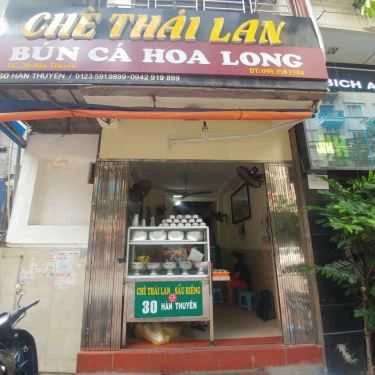 CHÈ THÁI LAN
BÚN CÁ HOA LONG
30 HÀN THUYÊN / 0123 5919899-0942 919 899
BICH A
CHÈ THÁI LAN SẦU RIÊNG
30 HÀN THUYÊN